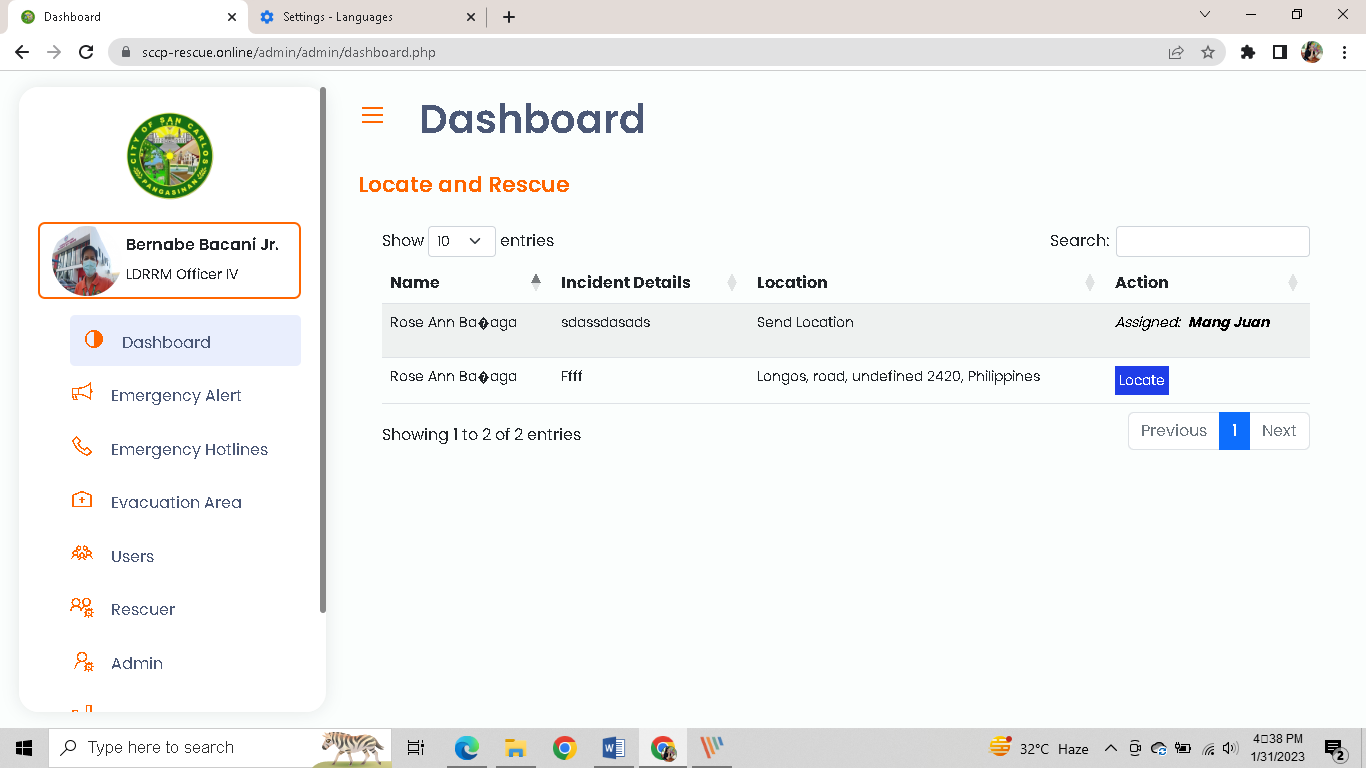 Dashboard
Settings - Languages
sccp-rescue.online/admin/admin/dashboard.php
CITY OF SAN CARLOS
PANGASINAN
Bernabe Bacani Jr.
LDRRM Officer IV
Dashboard
Emergency Alert
Emergency Hotlines
Evacuation Area
Users
Rescuer
Admin
Dashboard
Locate and Rescue
Show 10 entries
Search:
Name Incident Details Location Action
Rose Ann Ba�aga sdassdasads Send Location Assigned: Mang Juan
Rose Ann Ba�aga Ffff Longos, road, undefined 2420, Philippines Locate
Showing 1 to 2 of 2 entries
Previous 1 Next
Type here to search
32°C Haze
4□38 PM
1/31/2023
2